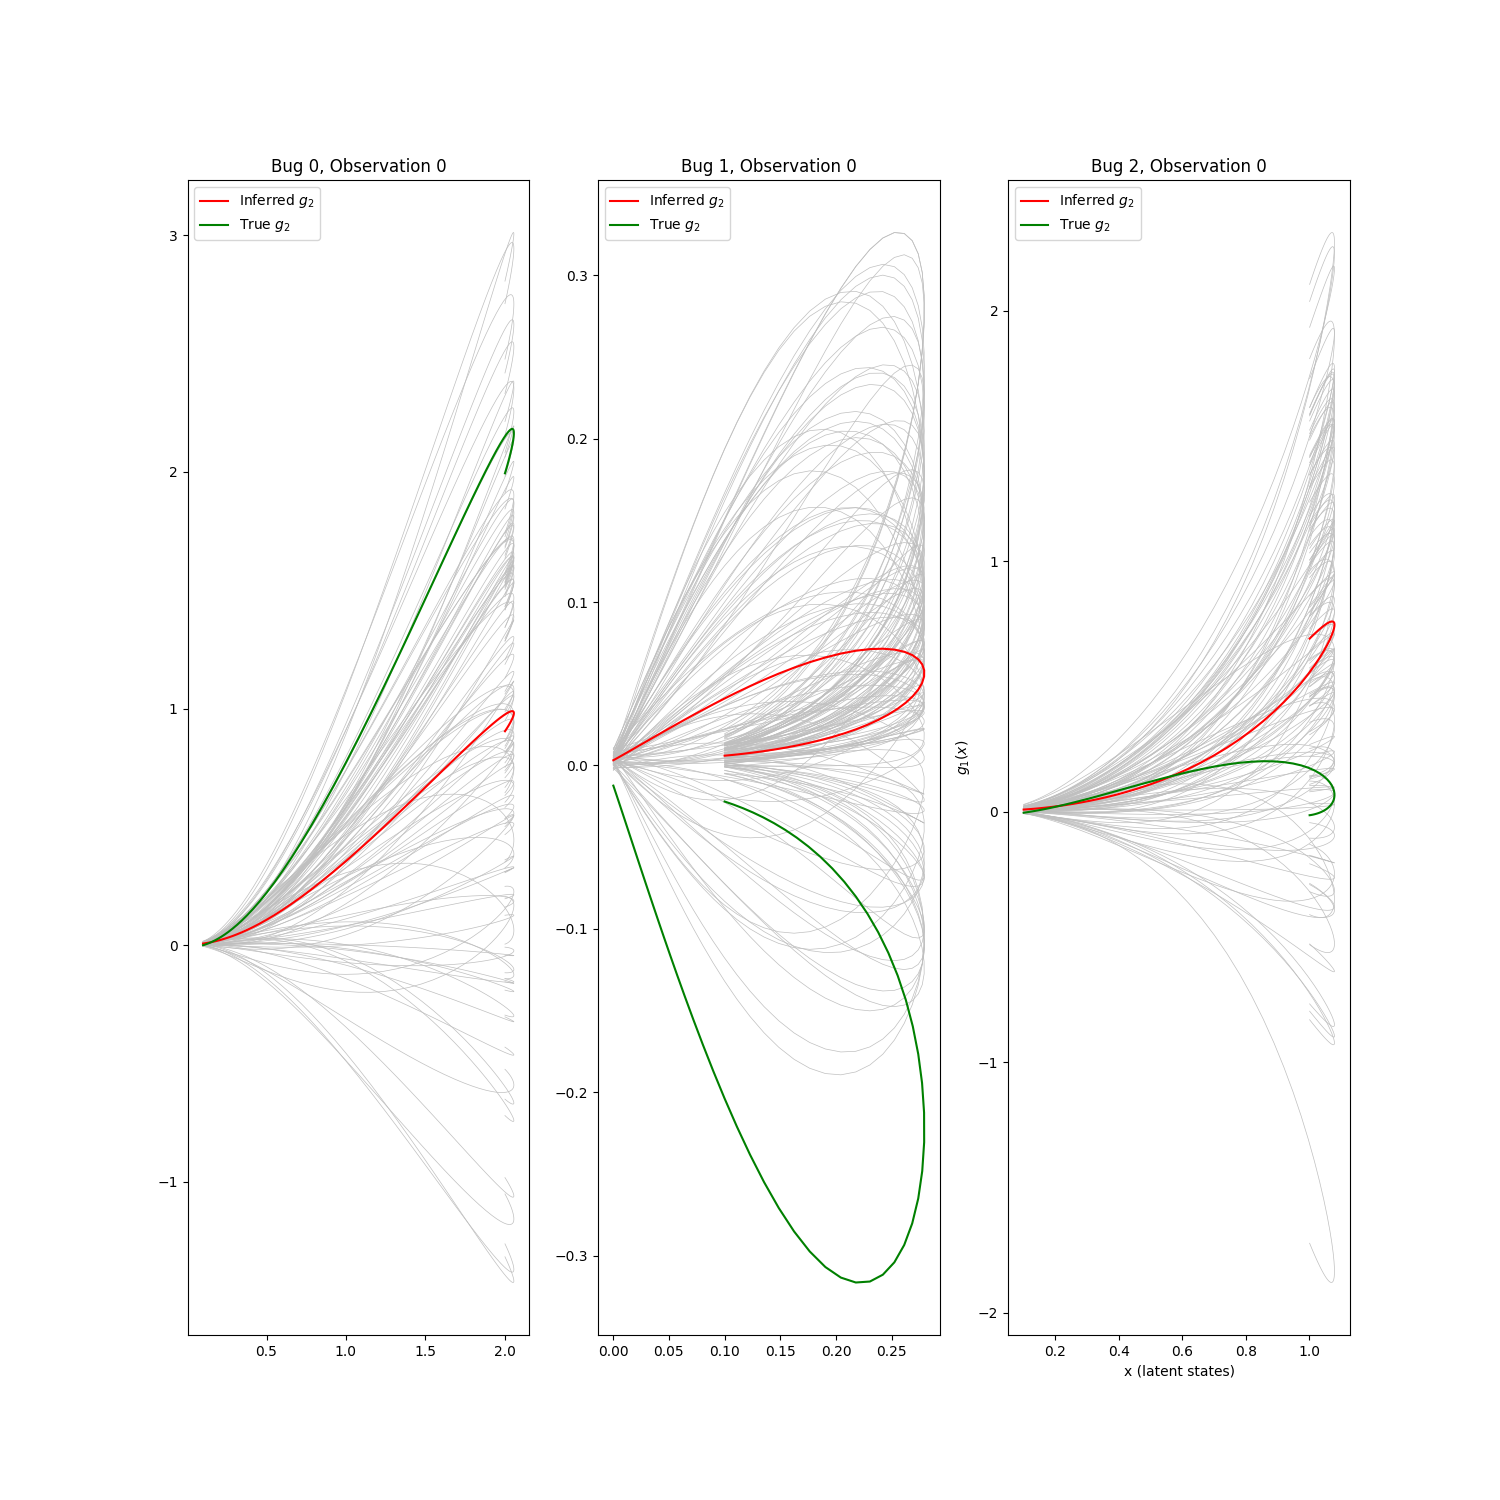 Bug 0, Observation 0
Inferred g₂
True g₂
3
2
1
0
−1
0.5 1.0 1.5 2.0
Bug 1, Observation 0
Inferred g₂
True g₂
0.3
0.2
0.1
0.0
−0.1
−0.2
−0.3
0.00 0.05 0.10 0.15 0.20 0.25
Bug 2, Observation 0
Inferred g₂
True g₂
g₁(x)
2
1
0
−1
−2
0.2 0.4 0.6 0.8 1.0
x (latent states)